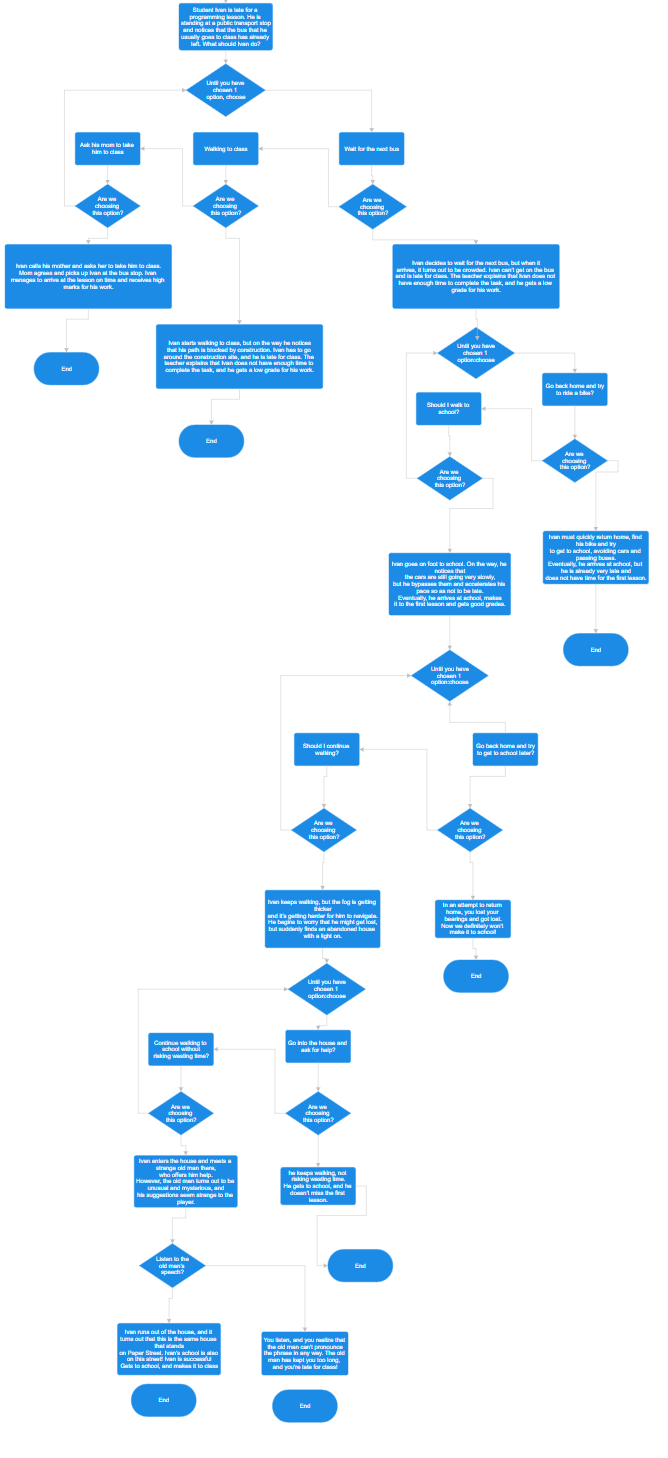 Student Ivan is late for a
programming lesson. He is
standing at a public transport stop
and notices that the bus that he
usually goes to class has already
left. What should Ivan do?
Until you have
chosen 1
option, choose
Ask his mom to take
him to class
Walking to class
Wait for the next bus
Are we
choosing
this option?
Are we
choosing
this option?
Are we
choosing
this option?
Ivan calls his mother and asks her to take him to class.
Mom agrees and picks up Ivan at the bus stop. Ivan
manages to arrive at the lesson on time and receives high
marks for his work.
Ivan decides to wait for the next bus, but when it
arrives, it turns out to be crowded. Ivan can't get on the bus
and is late for class. The teacher explains that Ivan does not
have enough time to complete the task, and he gets a low
grade for his work.
Ivan starts walking to class, but on the way he notices
that his path is blocked by construction. Ivan has to go
around the construction site, and he is late for class. The
teacher explains that Ivan does not have enough time to
complete the task, and he gets a low grade for his work.
End
End
Until you have
chosen 1
option:choose
Go back home and try
to ride a bike?
Should I walk to
school?
Are we
choosing
this option?
Are we
choosing
this option?
Ivan must quickly return home, find
his bike and try
to get to school, avoiding cars and
passing buses.
Eventually, he arrives at school, but
he is already very late and
does not have time for the first lesson.
Ivan goes on foot to school. On the way, he
notices that
the cars are still going very slowly,
but he bypasses them and accelerates his
pace so as not to be late.
Eventually, he arrives at school, makes
it to the first lesson and gets good grades.
End
Until you have
chosen 1
option:choose
Should I continue
walking?
Go back home and try
to get to school later?
Are we
choosing
this option?
Are we
choosing
this option?
Ivan keeps walking, but the fog is getting
thicker
and it's getting harder for him to navigate.
He begins to worry that he might get lost,
but suddenly finds an abandoned house
with a light on.
In an attempt to return
home, you lost your
bearings and got lost.
Now we definitely won't
make it to school!
End
Until you have
chosen 1
option:choose
Continue walking to
school without
risking wasting time?
Go into the house and
ask for help?
Are we
choosing
this option?
Are we
choosing
this option?
Ivan enters the house and meets a
strange old man there,
who offers him help.
However, the old man turns out to be
unusual and mysterious, and
his suggestions seem strange to the
player.
he keeps walking, not
risking wasting time.
He gets to school, and he
doesn't miss the first
lesson.
Listen to the
old man's
speech?
End
Ivan runs out of the house, and it
turns out that this is the same house
that stands
on Paper Street. Ivan's school is also
on this street! Ivan is successful
Gets to school, and makes it to class
You listen, and you realize that
the old man can't pronounce
the phrase in any way. The old
man has kept you too long,
and you're late for class!
End
End